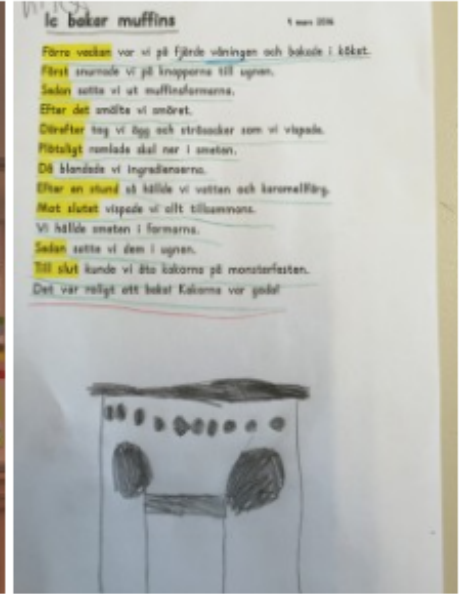 1c bakar muffins
9 mars 2016
Förra veckan var vi på fjärde våningen och bakade i köket.
Först snurrade vi på knapparna till ugnen.
Sedan satte vi ut muffinsformarna.
Efter det smälte vi smöret.
Därefter tog vi ägg och strösocker som vi vispade.
Plötsligt ramlade skal ner i smeten.
Då blandade vi ingredienserna.
Efter en stund så hällde vi vatten och karamellfärg.
Mot slutet vispade vi allt tillsammans.
Vi hällde smeten i formarna.
Sedan satte vi dem i ugnen.
Till slut kunde vi äta kakorna på monsterfesten.
Det var roligt att baka! Kakorna var goda!